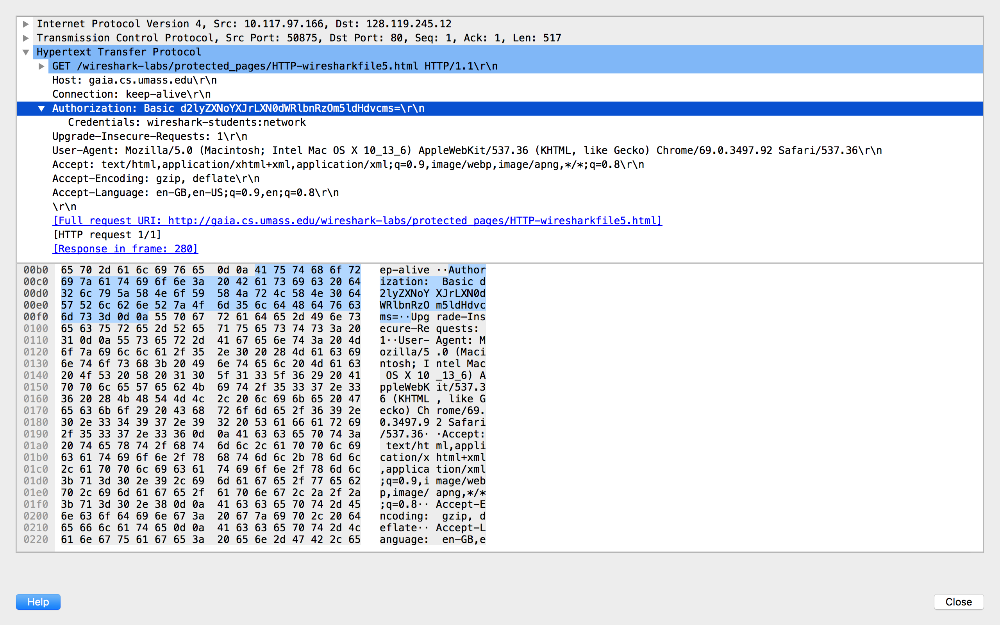 Internet Protocol Version 4, Src: 10.117.97.166, Dst: 128.119.245.12
Transmission Control Protocol, Src Port: 50875, Dst Port: 80, Seq: 1, Ack: 1, Len: 517
Hypertext Transfer Protocol
GET /wireshark-labs/protected_pages/HTTP-wiresharkfile5.html HTTP/1.1\r\n
Host: gaia.cs.umass.edu\r\n
Connection: keep-alive\r\n
Authorization: Basic d2lyZXNoYXJrLXN0dWRlbnRzOm5ldHdvcms=\r\n
Credentials: wireshark-students:network
Upgrade-Insecure-Requests: 1\r\n
User-Agent: Mozilla/5.0 (Macintosh; Intel Mac OS X 10_13_6) AppleWebKit/537.36 (KHTML, like Gecko) Chrome/69.0.3497.92 Safari/537.36\r\n
Accept: text/html,application/xhtml+xml,application/xml;q=0.9,image/webp,image/apng,*/*;q=0.8\r\n
Accept-Encoding: gzip, deflate\r\n
Accept-Language: en-GB,en-US;q=0.9,en;q=0.8\r\n
\r\n
[Full request URI: http://gaia.cs.umass.edu/wireshark-labs/protected_pages/HTTP-wiresharkfile5.html]
[HTTP request 1/1]
[Response in frame: 280]
00b0 65 70 2d 61 6c 69 76 65 0d 0a 41 75 74 68 6f 72 ep-alive ··Author
00c0 69 7a 61 74 69 6f 6e 3a 20 42 61 73 69 63 20 64 ization: Basic d
00d0 32 6c 79 5a 58 4e 6f 59 58 4a 72 4c 58 4e 30 64 2lyZXNoY XJrLXN0d
00e0 57 52 6c 62 6e 52 7a 4f 6d 35 6c 64 48 64 76 63 WRlbnRzO m5ldHdvc
00f0 6d 73 3d 0d 0a 55 70 67 72 61 64 65 2d 49 6e 73 ms=··Upg rade-Ins
0100 65 63 75 72 65 2d 52 65 71 75 65 73 74 73 3a 20 ecure-Re quests:
0110 31 0d 0a 55 73 65 72 2d 41 67 65 6e 74 3a 20 4d 1··User- Agent: M
0120 6f 7a 69 6c 6c 61 2f 35 2e 30 20 28 4d 61 63 69 ozilla/5 .0 (Maci
0130 6e 74 6f 73 68 3b 20 49 6e 74 65 6c 20 4d 61 63 ntosh; I ntel Mac
0140 20 4f 53 20 58 20 31 30 5f 31 33 5f 36 29 20 41 OS X 10 _13_6) A
0150 70 70 6c 65 57 65 62 4b 69 74 2f 35 33 37 2e 33 ppleWebK it/537.3
0160 36 20 28 4b 48 54 4d 4c 2c 20 6c 69 6b 65 20 47 6 (KHTML , like G
0170 65 63 6b 6f 29 20 43 68 72 6f 6d 65 2f 36 39 2e ecko) Ch rome/69.
0180 30 2e 33 34 39 37 2e 39 32 20 53 61 66 61 72 69 0.3497.9 2 Safari
0190 2f 35 33 37 2e 33 36 0d 0a 41 63 63 65 70 74 3a /537.36· ·Accept:
01a0 20 74 65 78 74 2f 68 74 6d 6c 2c 61 70 70 6c 69 text/ht ml,appli
01b0 63 61 74 69 6f 6e 2f 78 68 74 6d 6c 2b 78 6d 6c cation/x html+xml
01c0 2c 61 70 70 6c 69 63 61 74 69 6f 6e 2f 78 6d 6c ,applica tion/xml
01d0 3b 71 3d 30 2e 39 2c 69 6d 61 67 65 2f 77 65 62 ;q=0.9,i mage/web
01e0 70 2c 69 6d 61 67 65 2f 61 70 6e 67 2c 2a 2f 2a p,image/ apng,*/*
01f0 3b 71 3d 30 2e 38 0d 0a 41 63 63 65 70 74 2d 45 ;q=0.8·· Accept-E
0200 6e 63 6f 64 69 6e 67 3a 20 67 7a 69 70 2c 20 64 ncoding: gzip, d
0210 65 66 6c 61 74 65 0d 0a 41 63 63 65 70 74 2d 4c eflate·· Accept-L
0220 61 6e 67 75 61 67 65 3a 20 65 6e 2d 47 42 2c 65 anguage: en-GB,e
Help
Close